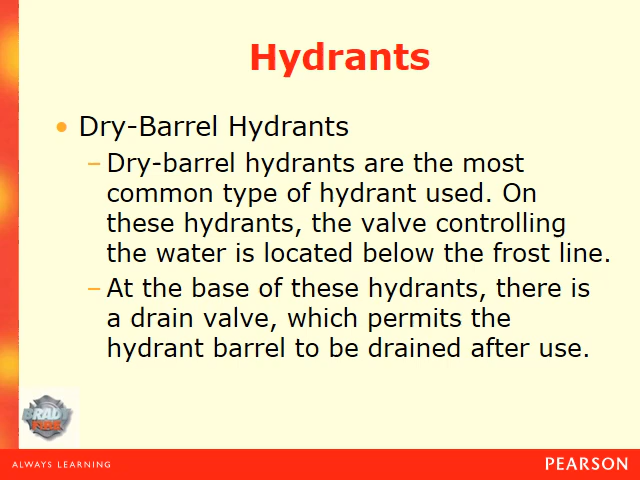 Hydrants
• Dry-Barrel Hydrants
– Dry-barrel hydrants are the most
common type of hydrant used. On
these hydrants, the valve controlling
the water is located below the frost line.
– At the base of these hydrants, there is
a drain valve, which permits the
hydrant barrel to be drained after use.
BRADY
FIRE
ALWAYS LEARNING
PEARSON